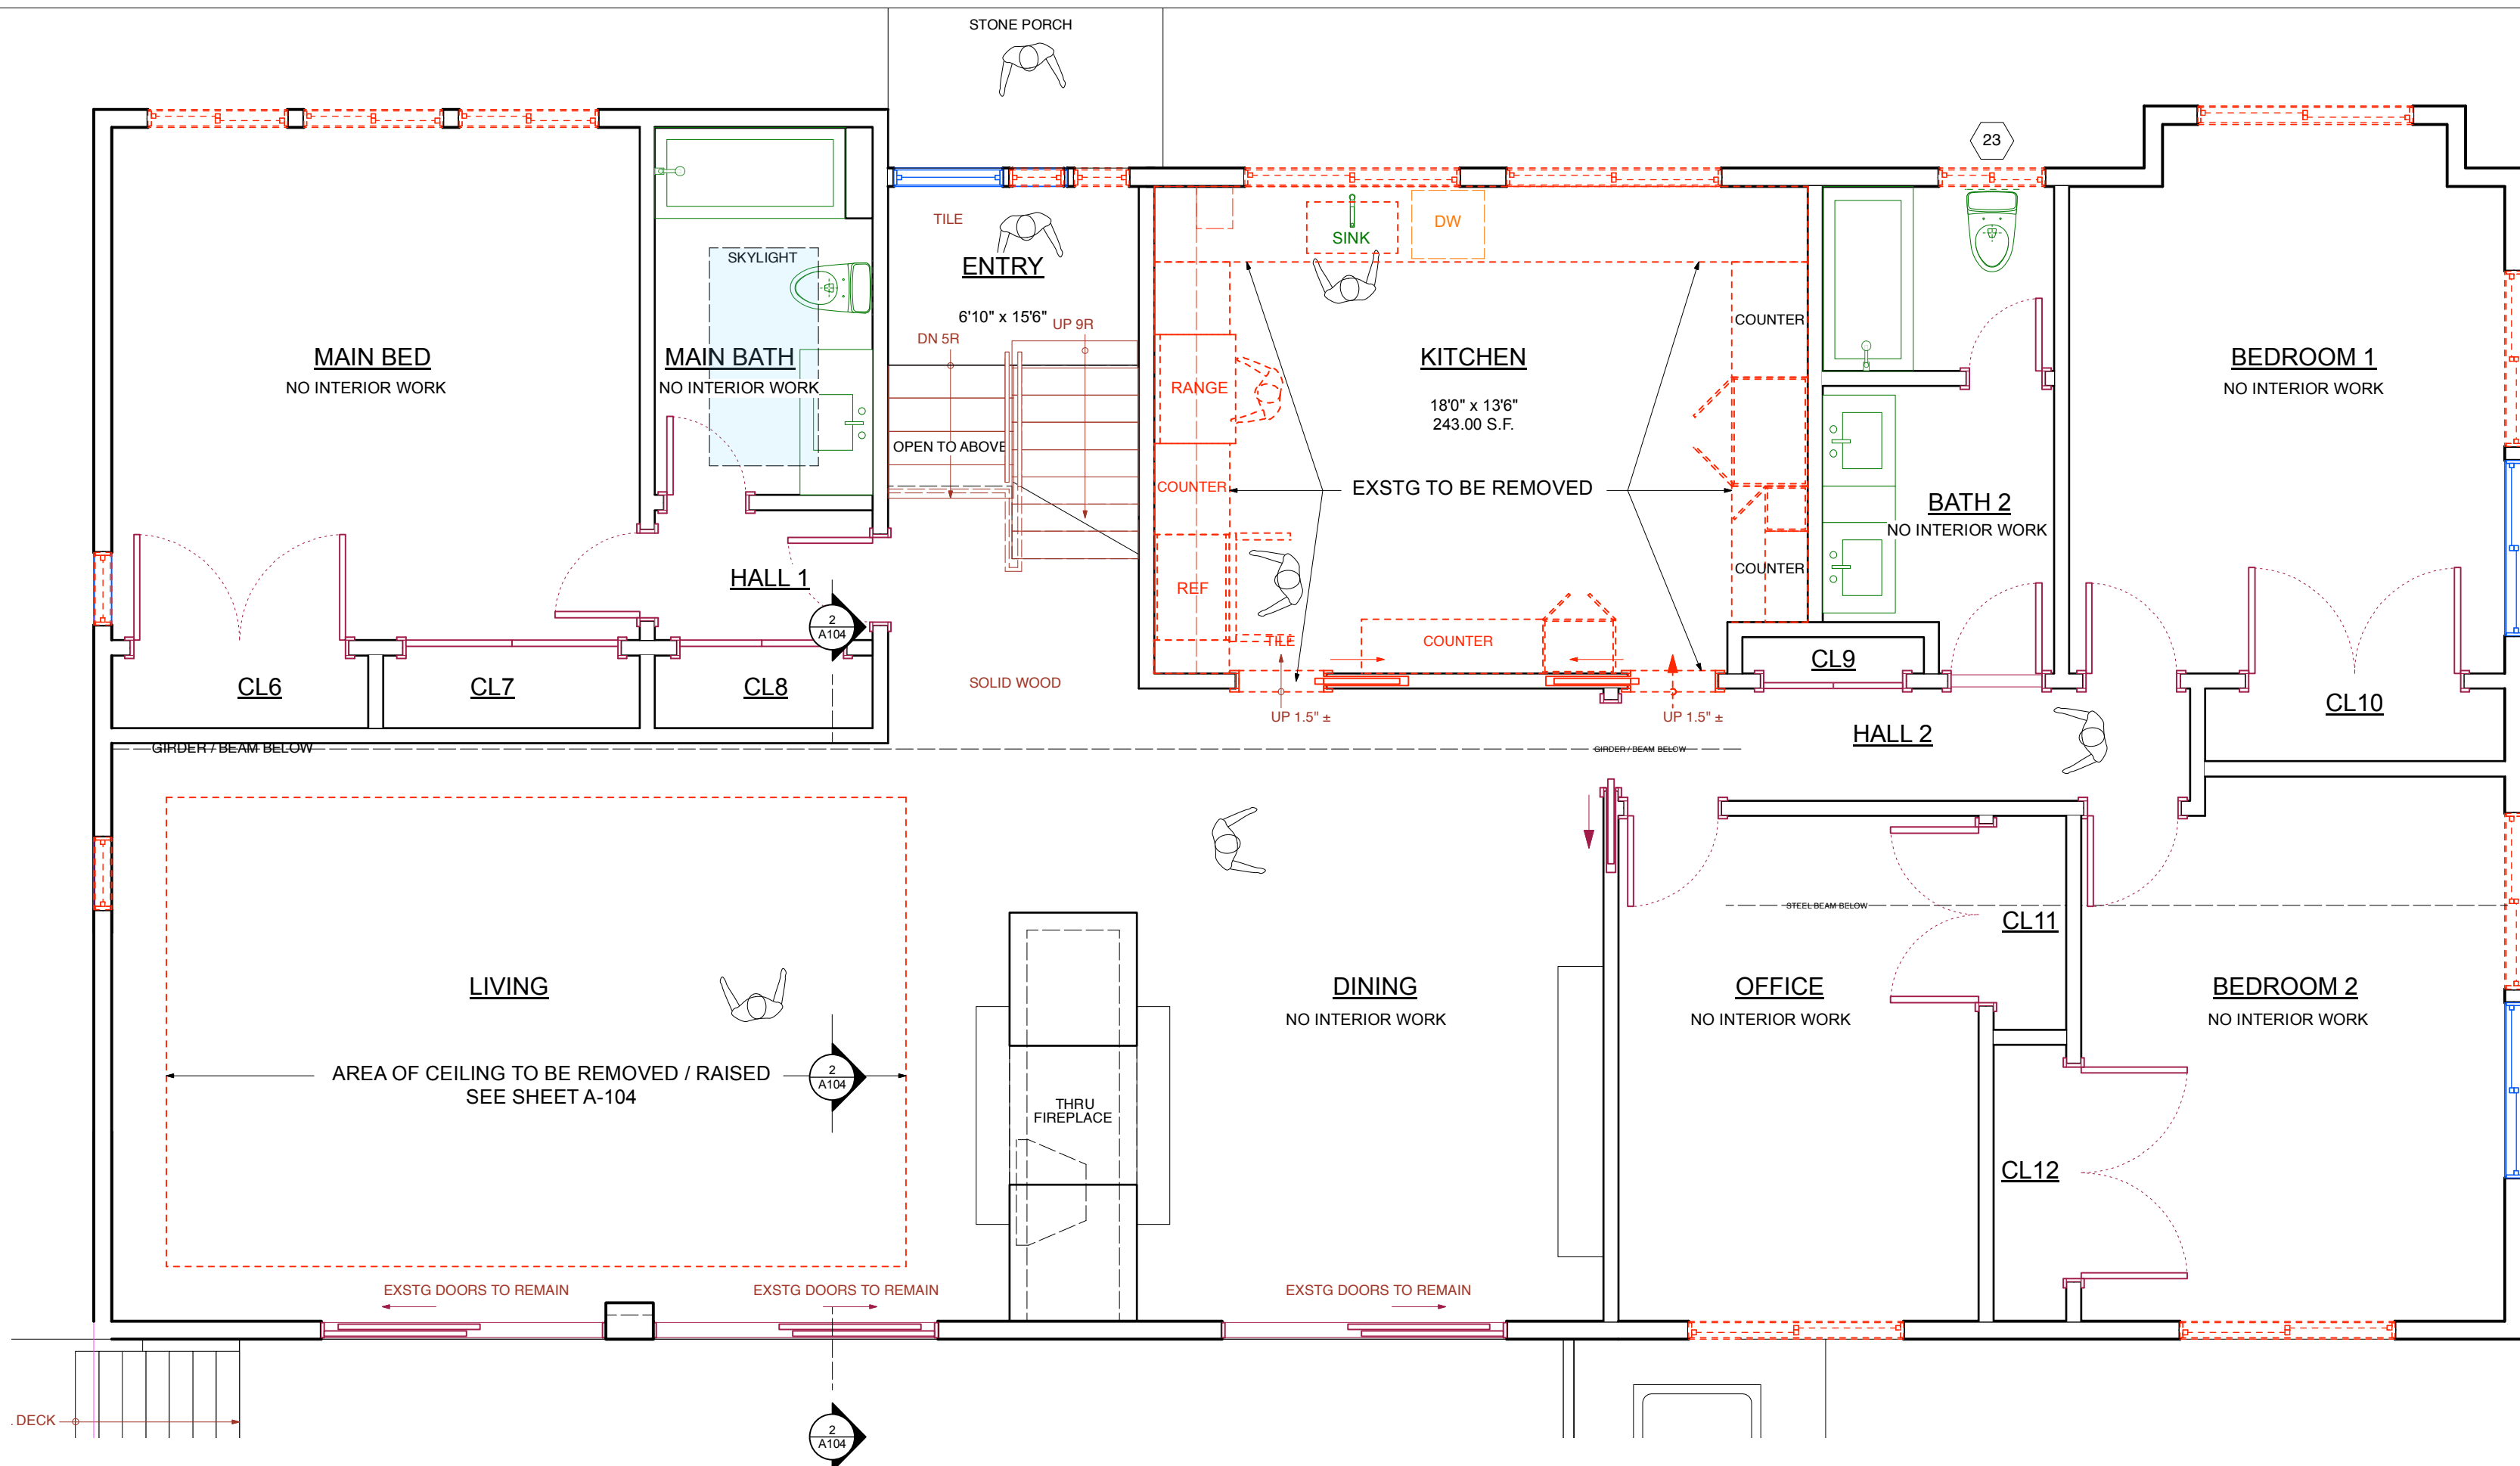 STONE PORCH
23
TILE
ENTRY
6'10" x 15'6"
DN 5R
UP 9R
OPEN TO ABOVE
SKYLIGHT
MAIN BED
NO INTERIOR WORK
MAIN BATH
NO INTERIOR WORK
SINK
DW
RANGE
COUNTER
REF
KITCHEN
18'0" x 13'6"
243.00 S.F.
EXSTG TO BE REMOVED
COUNTER
COUNTER
COUNTER
TILE
BATH 2
NO INTERIOR WORK
BEDROOM 1
NO INTERIOR WORK
HALL 1
2
A104
CL6
CL7
CL8
SOLID WOOD
UP 1.5" ±
UP 1.5" ±
CL9
CL10
HALL 2
GIRDER / BEAM BELOW
GIRDER / BEAM BELOW
STEEL BEAM BELOW
CL11
LIVING
DINING
NO INTERIOR WORK
OFFICE
NO INTERIOR WORK
BEDROOM 2
NO INTERIOR WORK
AREA OF CEILING TO BE REMOVED / RAISED
SEE SHEET A-104
2
A104
THRU
FIREPLACE
CL12
EXSTG DOORS TO REMAIN
EXSTG DOORS TO REMAIN
EXSTG DOORS TO REMAIN
. DECK
2
A104